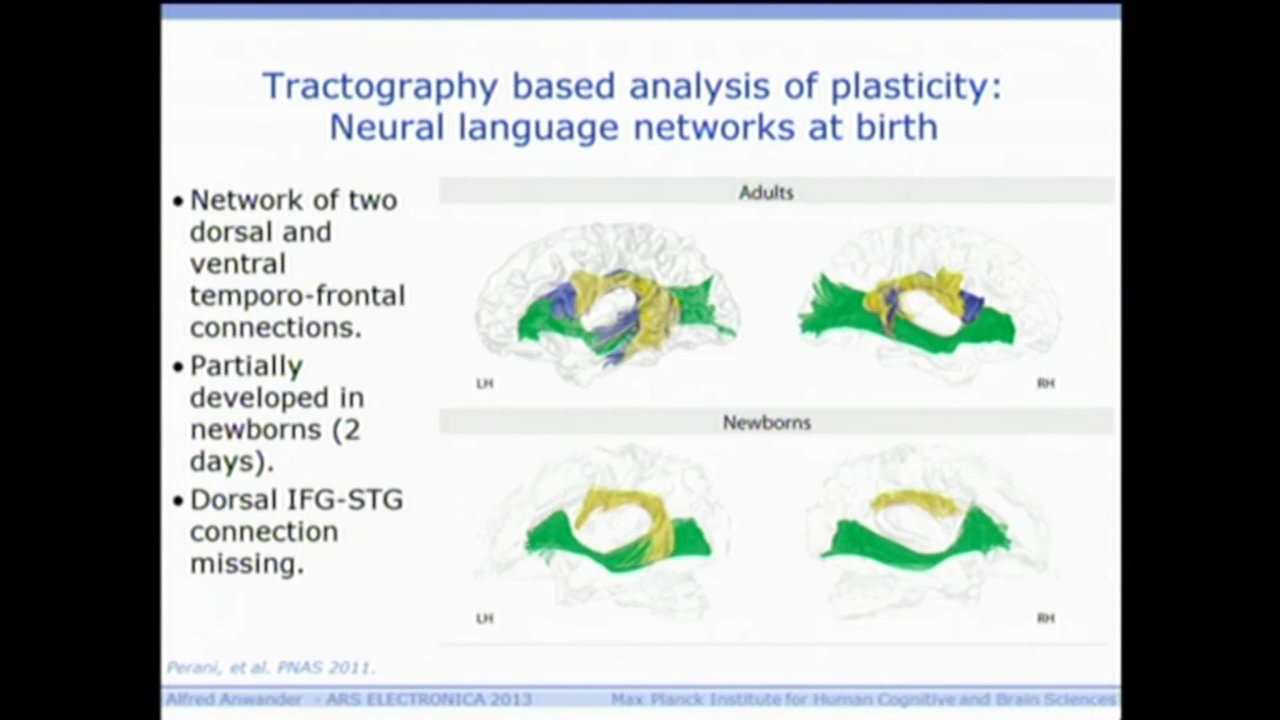 Tractography based analysis of plasticity:
Neural language networks at birth
• Network of two
dorsal and
ventral
temporo-frontal
connections.
• Partially
developed in
newborns (2
days).
• Dorsal IFG-STG
connection
missing.
Adults
LH
RH
Newborns
LH
RH
Perani, et al. PNAS 2011.
Alfred Anwander - ARS ELECTRONICA 2013
Max Planck Institute for Human Cognitive and Brain Sciences